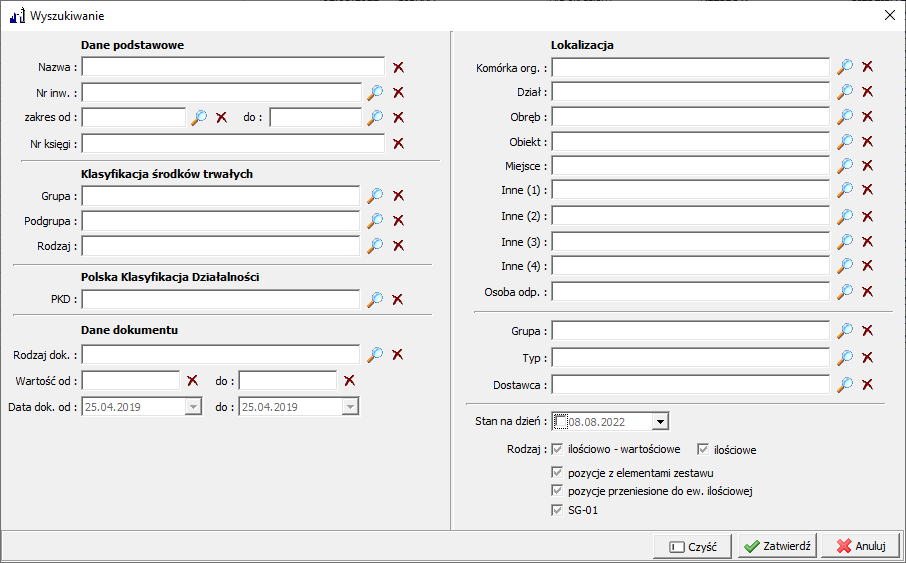 Wyszukiwanie
Dane podstawowe
Nazwa :
Nr inw. :
zakres od : do :
Nr księgi :
Klasyfikacja środków trwałych
Grupa :
Podgrupa :
Rodzaj :
Polska Klasyfikacja Działalności
PKD :
Dane dokumentu
Rodzaj dok. :
Wartość od : do :
Data dok. od : 25.04.2019 do : 25.04.2019
Lokalizacja
Komórka org. :
Dział :
Obręb :
Obiekt :
Miejsce :
Inne (1) :
Inne (2) :
Inne (3) :
Inne (4) :
Osoba odp. :
Grupa :
Typ :
Dostawca :
Stan na dzień : 08.08.2022
Rodzaj : ilościowo - wartościowe ilościowe
pozycje z elementami zestawu
pozycje przeniesione do ew. ilościowej
SG-01
Czyść Zatwierdź Anuluj